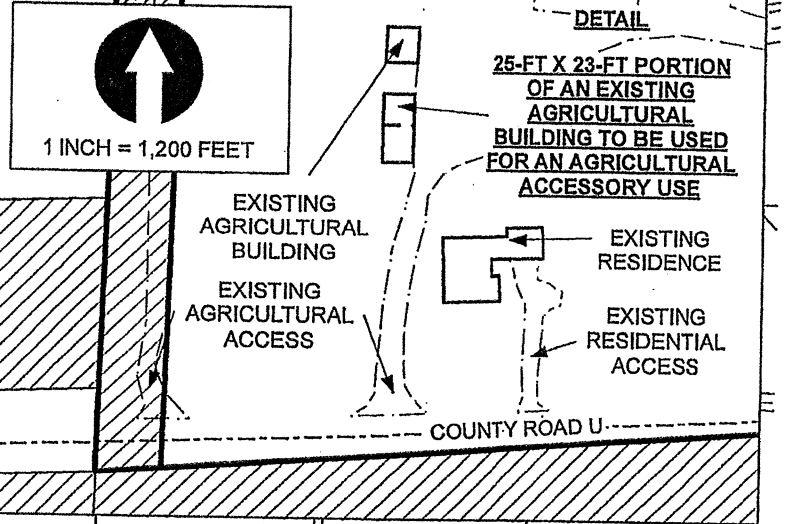 DETAIL
1 INCH = 1,200 FEET
25-FT X 23-FT PORTION
OF AN EXISTING
AGRICULTURAL
BUILDING TO BE USED
FOR AN AGRICULTURAL
ACCESSORY USE
EXISTING
AGRICULTURAL
BUILDING
EXISTING
RESIDENCE
EXISTING
AGRICULTURAL
ACCESS
EXISTING
RESIDENTIAL
ACCESS
COUNTY ROAD U